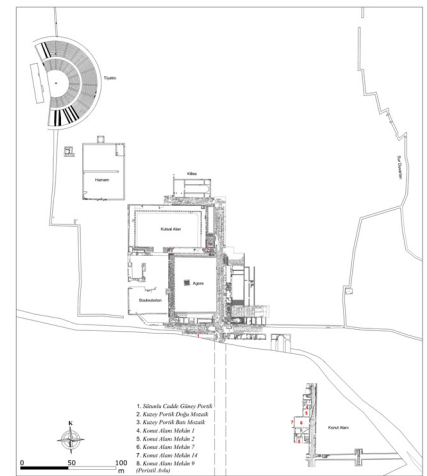 Tiyatro
Sur Duvarları
Hamam
Kilise
Kutsal Alan
Agora
Bouleuterion
1. Sütunlu Cadde Güney Portik
2. Kuzey Portik Doğu Mozaik
3. Kuzey Portik Batı Mozaik
4. Konut Alanı Mekân 1
5. Konut Alanı Mekân 2
6. Konut Alanı Mekân 7
7. Konut Alanı Mekân 14
8. Konut Alanı Mekân 9
(Peristil Avlu)
Konut Alanı
K
0 50 100
m